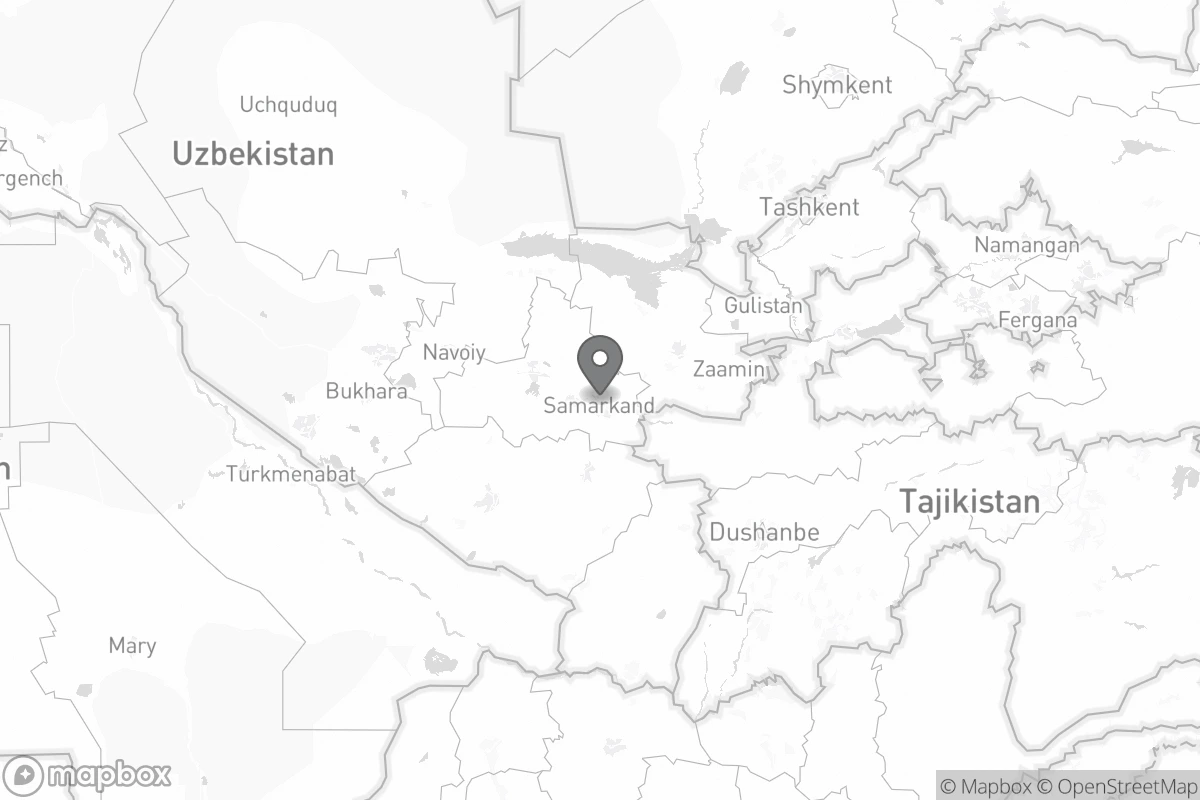 Shymkent
Uchquduq
Uzbekistan
rgench
Tashkent
Namangan
Gulistan
Fergana
Navoiy
Zaamin
Bukhara
Samarkand
Turkmenabat
Tajikistan
Dushanbe
Mary
mapbox
© Mapbox © OpenStreetMap